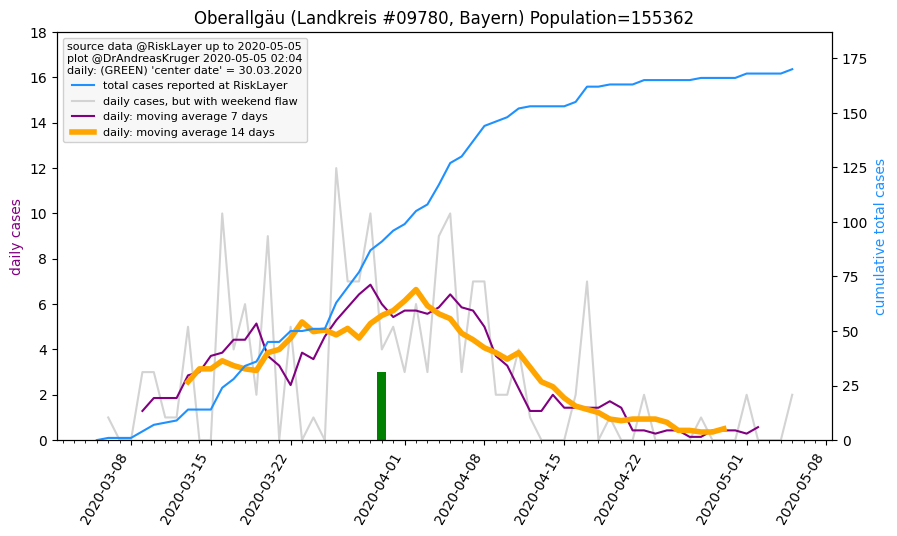 Oberallgäu (Landkreis #09780, Bayern) Population=155362
source data @RiskLayer up to 2020-05-05
plot @DrAndreasKruger 2020-05-05 02:04
daily: (GREEN) 'center date' = 30.03.2020
total cases reported at RiskLayer
daily cases, but with weekend flaw
daily: moving average 7 days
daily: moving average 14 days
daily cases
18
16
14
12
10
8
6
4
2
0
cumulative total cases
175
150
125
100
75
50
25
0
2020-03-08
2020-03-15
2020-03-22
2020-04-01
2020-04-08
2020-04-15
2020-04-22
2020-05-01
2020-05-08